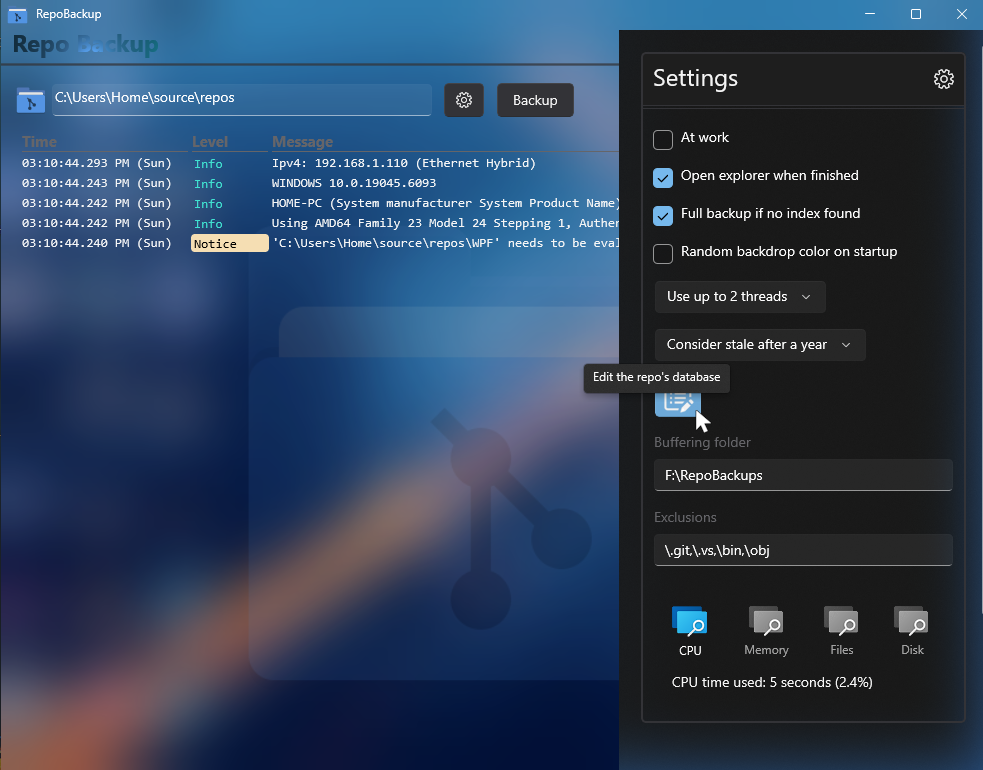 RepoBackup
Repo Backup
C:\Users\Home\source\repos
Backup
Time Level Message
03:10:44.293 PM (Sun) Info Ipv4: 192.168.1.110 (Ethernet Hybrid)
03:10:44.243 PM (Sun) Info WINDOWS 10.0.19045.6093
03:10:44.242 PM (Sun) Info HOME-PC (System manufacturer System Product Name)
03:10:44.242 PM (Sun) Info Using AMD64 Family 23 Model 24 Stepping 1, Authen
03:10:44.240 PM (Sun) Notice 'C:\Users\Home\source\repos\WPF' needs to be eval
Settings
At work
Open explorer when finished
Full backup if no index found
Random backdrop color on startup
Use up to 2 threads
Consider stale after a year
Edit the repo's database
Buffering folder
F:\RepoBackups
Exclusions
\.git,\.vs,\bin,\obj
CPU Memory Files Disk
CPU time used: 5 seconds (2.4%)